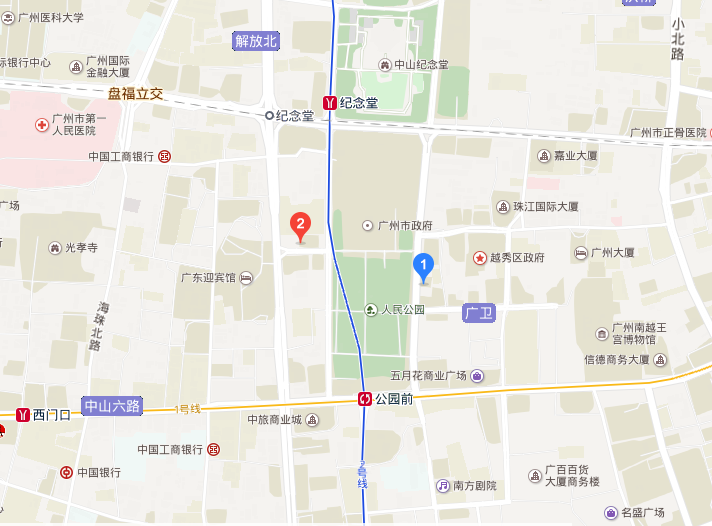 广州医科大学
解放北
小北路
广州国际
金融大厦
际银行中心
中山纪念堂
盘福立交
纪念堂
纪念堂
广州市第一
人民医院
广州市正骨医院
中国工商银行
嘉业大厦
广场
珠江国际大厦
2
广州市政府
光孝寺
越秀区政府
广州大厦
1
广东迎宾馆
人民公园
广卫
海珠北路
广州南越王
宫博物馆
信德商务大厦
五月花商业广场
中山六路
1号线
公园前
西门口
中旅商业城
中国工商银行
中国银行
2号线
南方剧院
广百百货
大厦商务楼
名盛广场